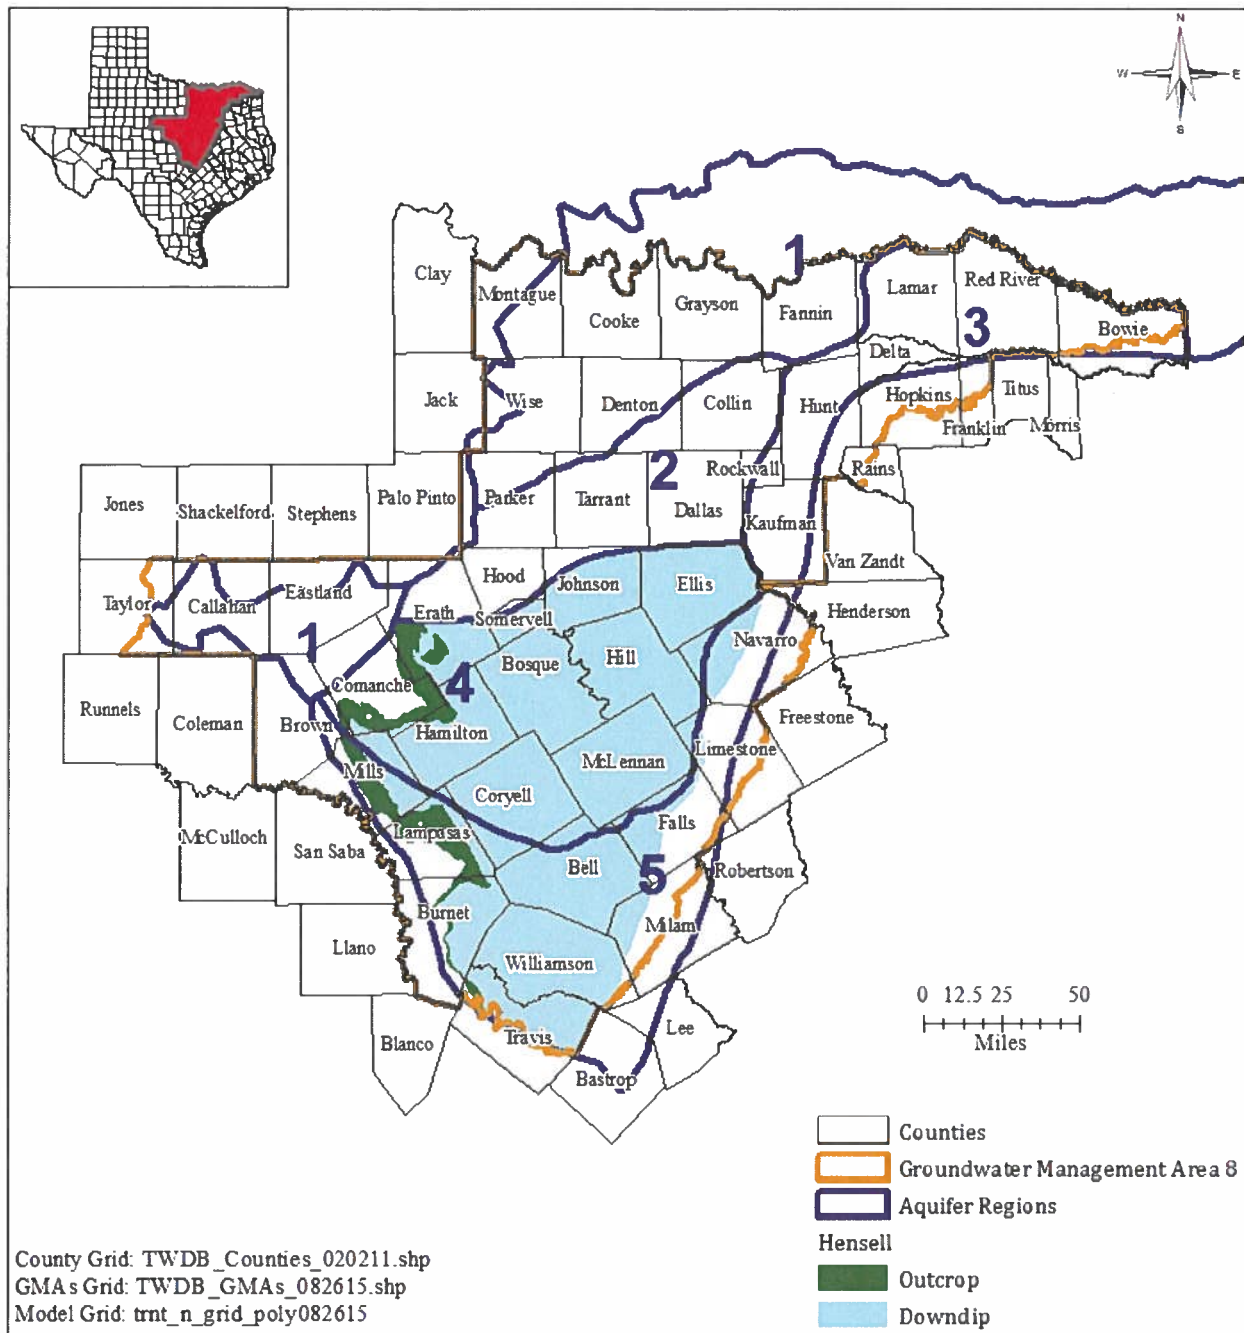 N
W E
S
1
Clay
Montague
Cooke
Grayson
Fannin
Lamar
Red River
3
Bowie
Delta
Jack
Wise
Denton
Collin
Hunt
Hopkins
Titus
Franklin
Morris
2
Rockwall
Rains
Jones
Shackelford
Stephens
Palo Pinto
Parker
Tarrant
Dallas
Kaufman
Van Zandt
Taylor
Callahan
Eastland
Erath
Hood
Somervell
Johnson
Ellis
Henderson
Navarro
1
Comanche
4
Bosque
Hill
Runnels
Coleman
Brown
Hamilton
Freestone
Limestone
McLennan
Mills
Coryell
McCulloch
San Saba
Lampasas
Falls
Bell
5
Robertson
Burnet
Milam
Llano
Williamson
Blanco
Travis
Lee
Bastrop
0 12.5 25 50
Miles
Counties
Groundwater Management Area 8
Aquifer Regions
Hensell
Outcrop
Downdip
County Grid: TWDB_Counties_020211.shp
GMAs Grid: TWDB_GMAs_082615.shp
Model Grid: trnt_n_grid_poly082615